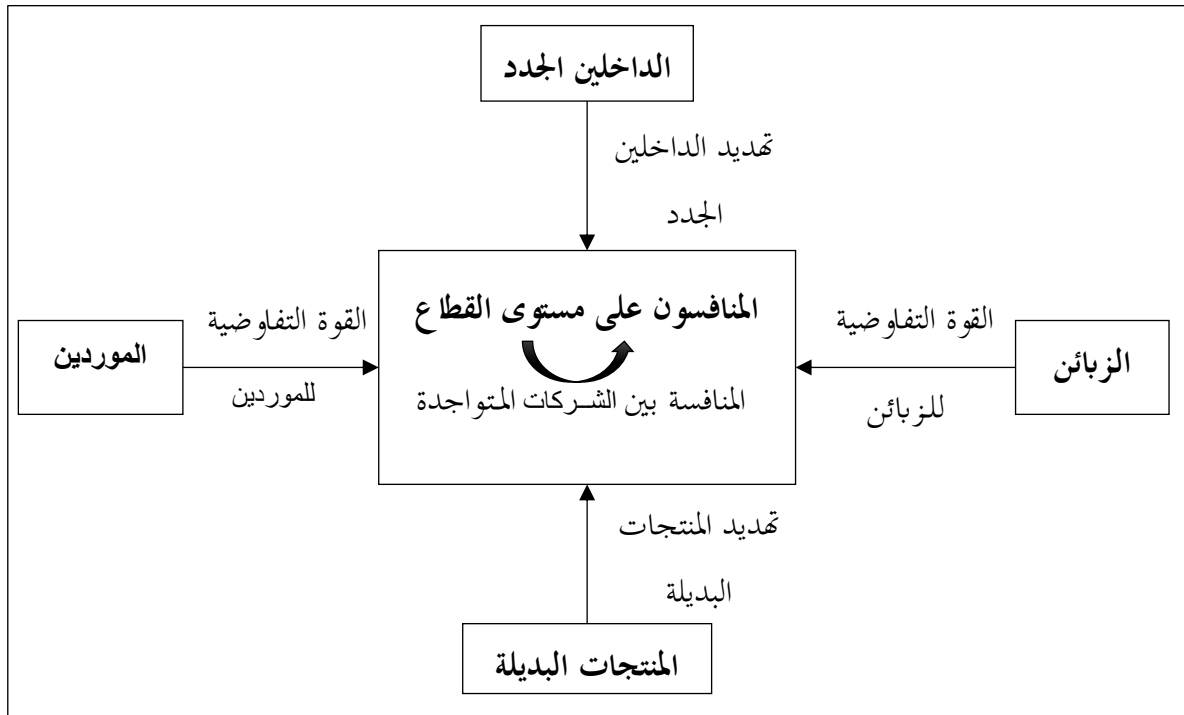 الداخلين الجدد
تهديد الداخلين
الجدد
المنافسون على مستوى القطاع
المنافسة بين الشركات المتواجدة
القوة التفاوضية
للزبائن
الزبائن
القوة التفاوضية
للموردين
الموردين
تهديد المنتجات
البديلة
المنتجات البديلة